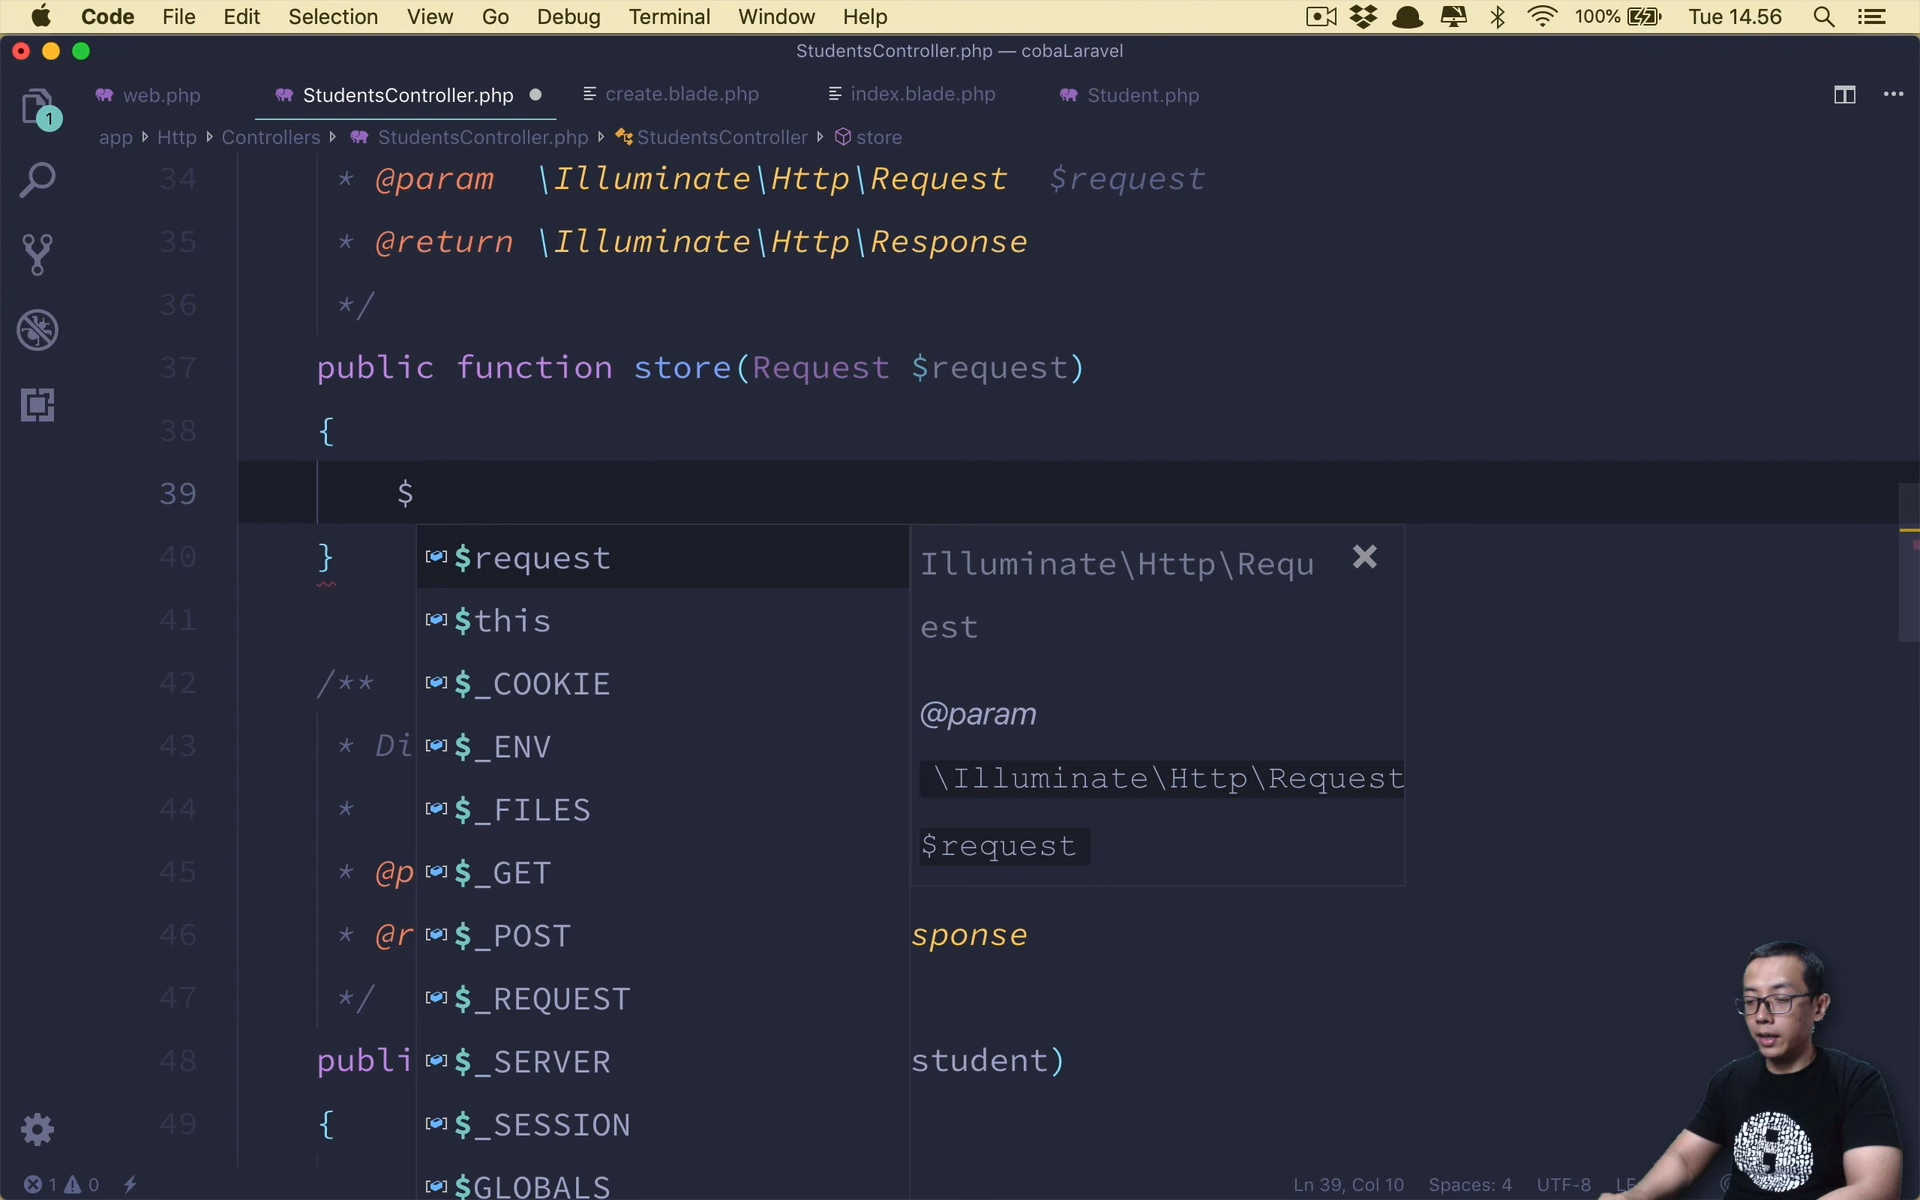 Code File Edit Selection View Go Debug Terminal Window Help 100% Tue 14.56
StudentsController.php — cobaLaravel
web.php StudentsController.php create.blade.php index.blade.php Student.php
1
app Http Controllers StudentsController.php StudentsController store
34 * @param \Illuminate\Http\Request $request
35 * @return \Illuminate\Http\Response
36 */
37 public function store(Request $request)
38 {
39 $
40 }
41
42 /**
43 * Di
44 *
45 * @p
46 * @r sponse
47 */
48 publi student)
49 {
$request
$this
$_COOKIE
$_ENV
$_FILES
$_GET
$_POST
$_REQUEST
$_SERVER
$_SESSION
$GLOBALS
Illuminate\Http\Requ
est
@param
\Illuminate\Http\Request
$request
1 0 Ln 39, Col 10 Spaces: 4 UTF-8